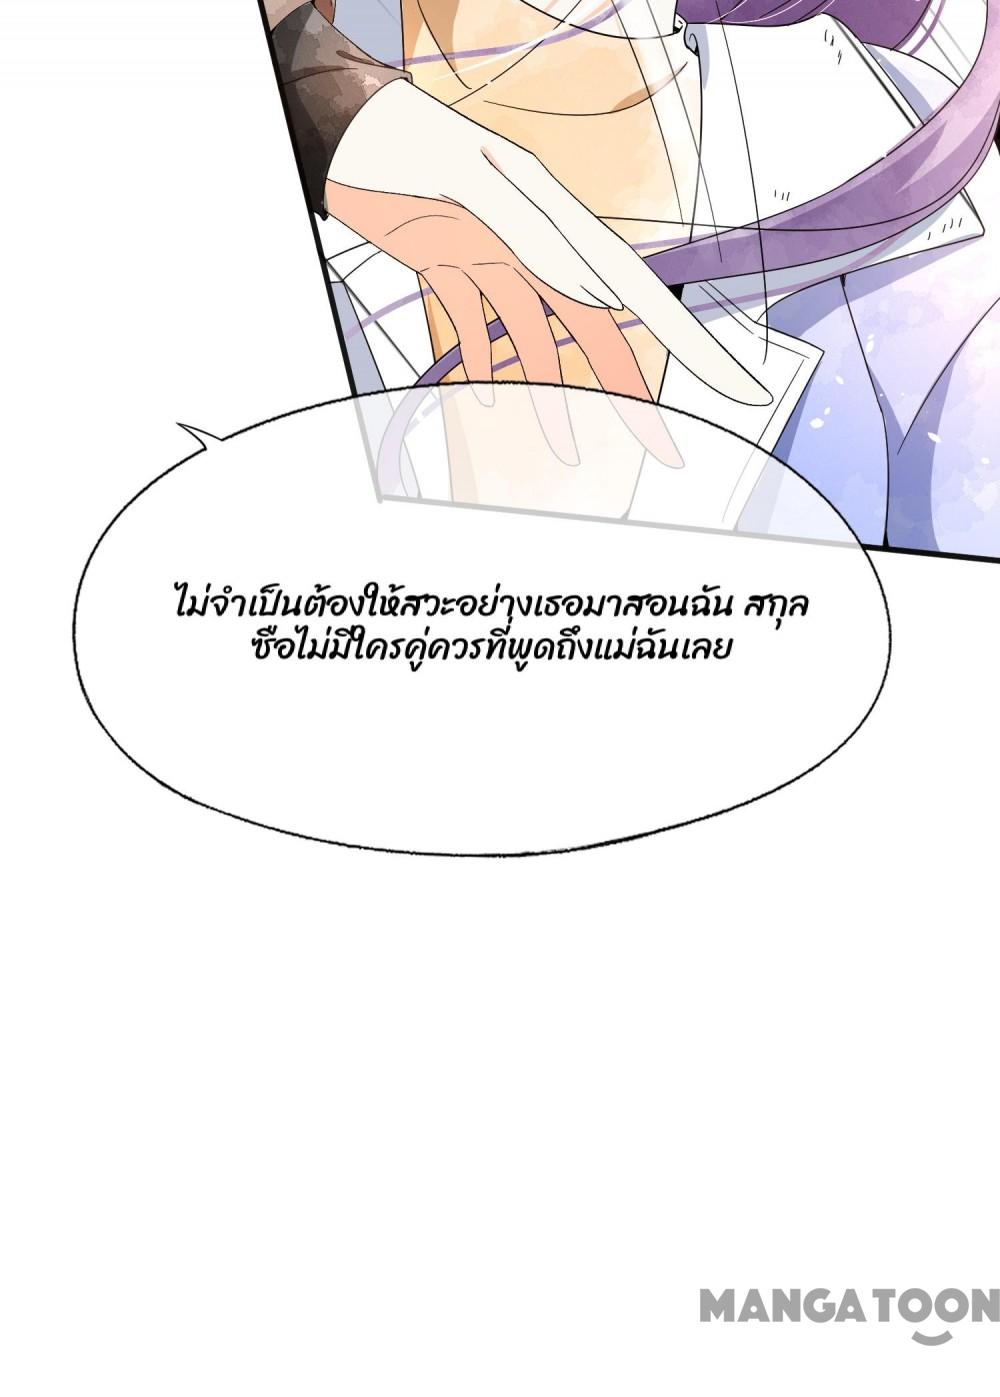 ไม่จำเป็นต้องให้สวะอย่างเธอมาสอนฉัน สกุล
ซือไม่มีใครคู่ควรที่พูดถึงแม่ฉันเลย
MANGATOON